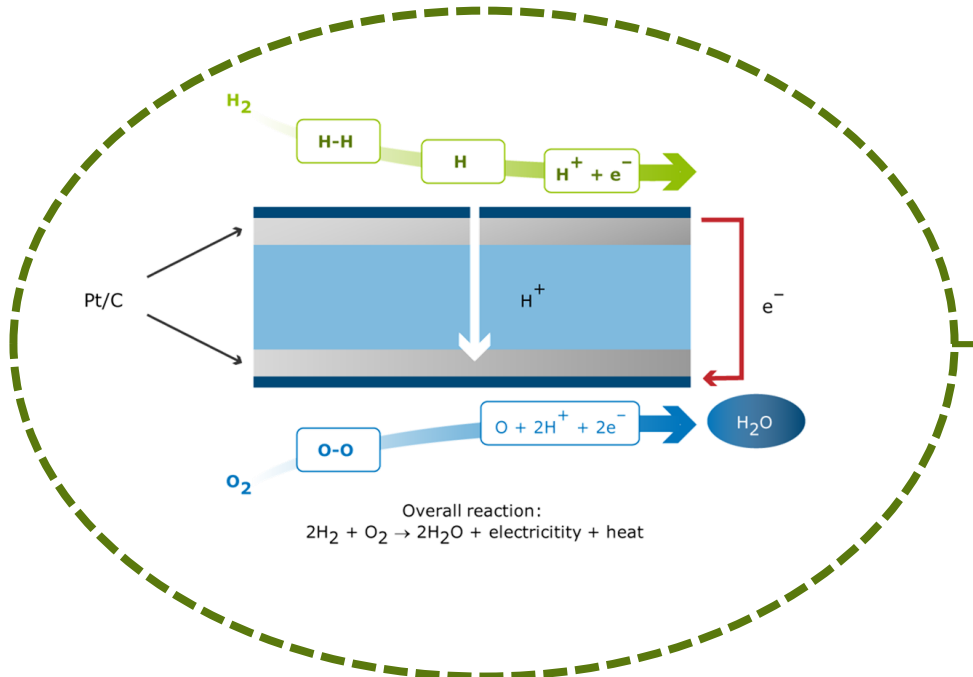 H₂
H-H
H
H⁺ + e⁻
Pt/C
H⁺
e⁻
O₂
O-O
O + 2H⁺ + 2e⁻
H₂O
Overall reaction:
2H₂ + O₂ → 2H₂O + electricitity + heat